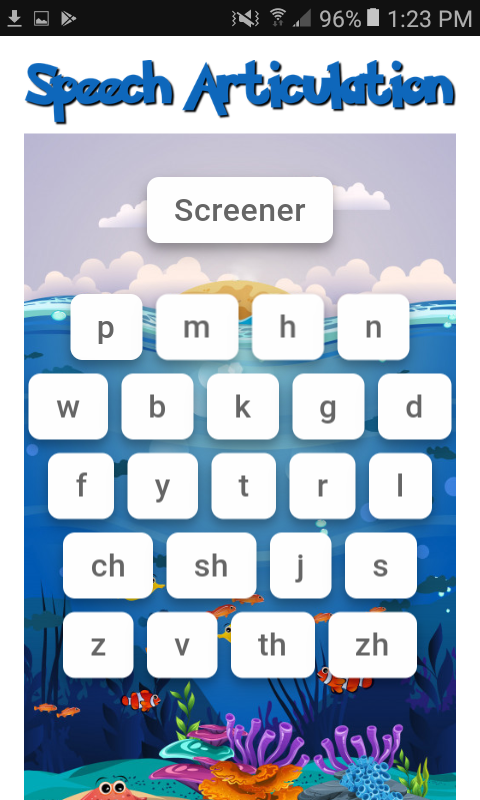 96% 1:23 PM
Speech Articulation
Screener
p m h n
w b k g d
f y t r l
ch sh j s
z v th zh